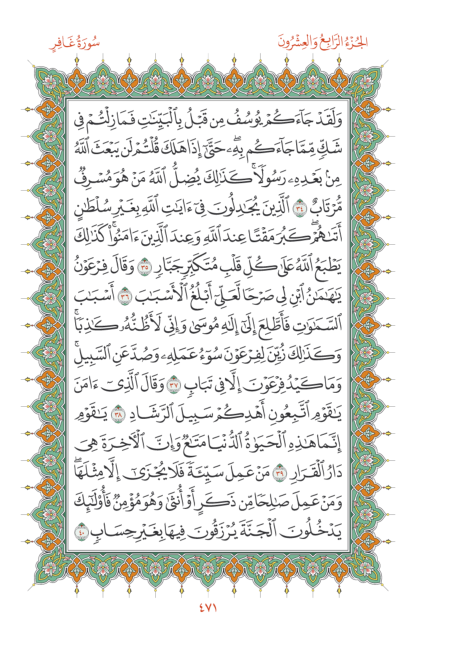 الجُزْءُ الرَّابِعُ وَالعِشْرُونَ
سُورَةُ غَافِرٍ
وَلَقَدْ جَآءَكُمْ يُوسُفُ مِن قَبْلُ بِٱلْبَيِّنَٰتِ فَمَازِلْتُمْ فِى
شَكٍّ مِّمَّا جَآءَكُم بِهِۦ حَتَّىٰٓ إِذَا هَلَكَ قُلْتُمْ لَن يَبْعَثَ ٱللَّهُ
مِنۢ بَعْدِهِۦ رَسُولًا ۚ كَذَٰلِكَ يُضِلُّ ٱللَّهُ مَنْ هُوَ مُسْرِفٌ
مُّرْتَابٌ ٣٤ ٱلَّذِينَ يُجَٰدِلُونَ فِىٓ ءَايَٰتِ ٱللَّهِ بِغَيْرِ سُلْطَٰنٍ
أَتَىٰهُمْ ۖ كَبُرَ مَقْتًا عِندَ ٱللَّهِ وَعِندَ ٱلَّذِينَ ءَامَنُوا۟ ۚ كَذَٰلِكَ
يَطْبَعُ ٱللَّهُ عَلَىٰ كُلِّ قَلْبِ مُتَكَبِّرٍ جَبَّارٍ ٣٥ وَقَالَ فِرْعَوْنُ
يَٰهَٰمَٰنُ ٱبْنِ لِى صَرْحًا لَّعَلِّىٓ أَبْلُغُ ٱلْأَسْبَٰبَ ٣٦ أَسْبَٰبَ
ٱلسَّمَٰوَٰتِ فَأَطَّلِعَ إِلَىٰٓ إِلَٰهِ مُوسَىٰ وَإِنِّى لَأَظُنُّهُۥ كَٰذِبًا ۚ
وَكَذَٰلِكَ زُيِّنَ لِفِرْعَوْنَ سُوٓءُ عَمَلِهِۦ وَصُدَّ عَنِ ٱلسَّبِيلِ ۚ
وَمَا كَيْدُ فِرْعَوْنَ إِلَّا فِى تَبَابٍ ٣٧ وَقَالَ ٱلَّذِىٓ ءَامَنَ
يَٰقَوْمِ ٱتَّبِعُونِ أَهْدِكُمْ سَبِيلَ ٱلرَّشَادِ ٣٨ يَٰقَوْمِ
إِنَّمَا هَٰذِهِ ٱلْحَيَوٰةُ ٱلدُّنْيَا مَتَٰعٌ وَإِنَّ ٱلْءَاخِرَةَ هِىَ
دَارُ ٱلْقَرَارِ ٣٩ مَنْ عَمِلَ سَيِّئَةً فَلَا يُجْزَىٰٓ إِلَّا مِثْلَهَا ۖ
وَمَنْ عَمِلَ صَٰلِحًا مِّن ذَكَرٍ أَوْ أُنثَىٰ وَهُوَ مُؤْمِنٌ فَأُو۟لَٰٓئِكَ
يَدْخُلُونَ ٱلْجَنَّةَ يُرْزَقُونَ فِيهَا بِغَيْرِ حِسَابٍ ٤٠
٤٧١